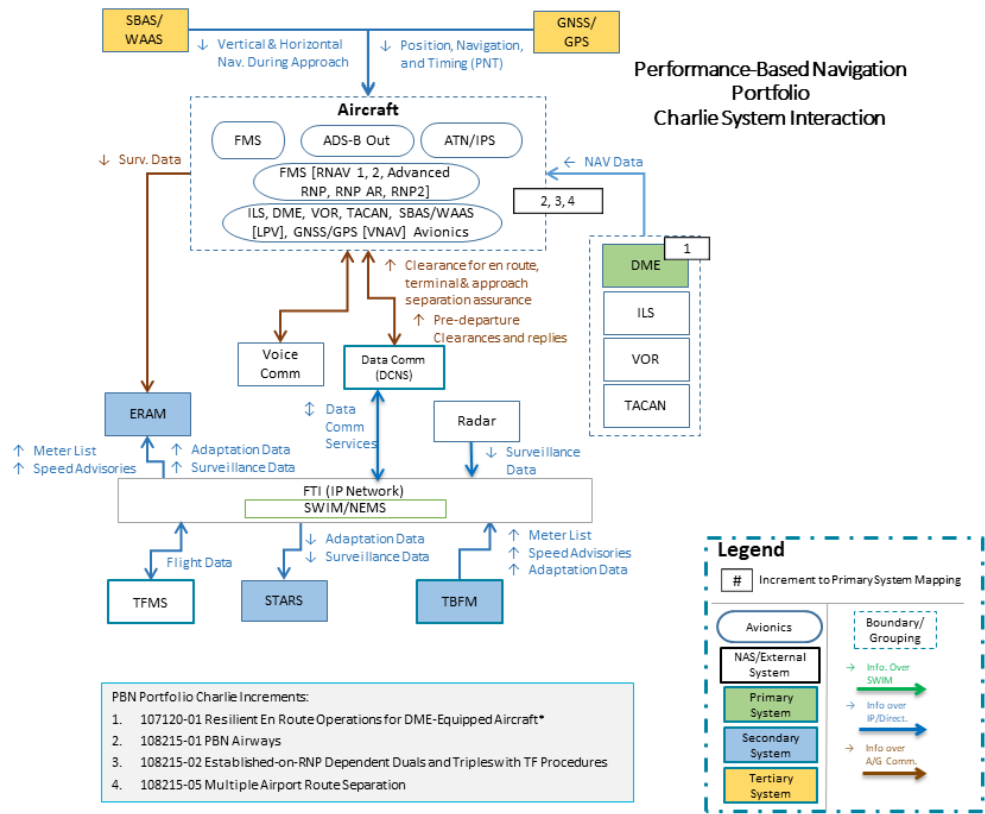 SBAS/
WAAS
GNSS/
GPS
↓ Vertical & Horizontal
Nav. During Approach
↓ Position, Navigation,
and Timing (PNT)
Performance-Based Navigation
Portfolio
Charlie System Interaction
Aircraft
FMS
ADS-B Out
ATN/IPS
FMS [RNAV 1, 2, Advanced
RNP, RNP AR, RNP2]
ILS, DME, VOR, TACAN, SBAS/WAAS
[LPV], GNSS/GPS [VNAV] Avionics
↓ Surv. Data
← NAV Data
2, 3, 4
1
DME
ILS
VOR
TACAN
↑ Clearance for en route,
terminal & approach
separation assurance
↑ Pre-departure
Clearances and replies
Voice
Comm
Data Comm
(DCNS)
ERAM
Radar
↕ Data
Comm
Services
↑ Meter List
↑ Speed Advisories
↑ Adaptation Data
↑ Surveillance Data
↓ Surveillance
Data
FTI (IP Network)
SWIM/NEMS
↑ Flight Data
↓ Adaptation Data
↓ Surveillance Data
↑ Meter List
↑ Speed Advisories
↑ Adaptation Data
TFMS
STARS
TBFM
Legend
# Increment to Primary System Mapping
Avionics
NAS/External
System
Primary
System
Secondary
System
Tertiary
System
Boundary/
Grouping
→ Info. Over
SWIM
→ Info over
IP/Direct.
→ Info over
A/G Comm.
PBN Portfolio Charlie Increments:
1. 107120-01 Resilient En Route Operations for DME-Equipped Aircraft*
2. 108215-01 PBN Airways
3. 108215-02 Established-on-RNP Dependent Duals and Triples with TF Procedures
4. 108215-05 Multiple Airport Route Separation